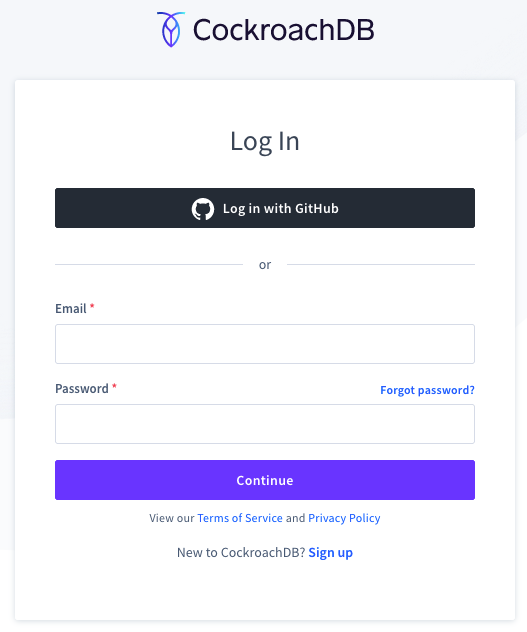 CockroachDB
Log In
Log in with GitHub
or
Email *
Password *
Forgot password?
Continue
View our Terms of Service and Privacy Policy
New to CockroachDB? Sign up